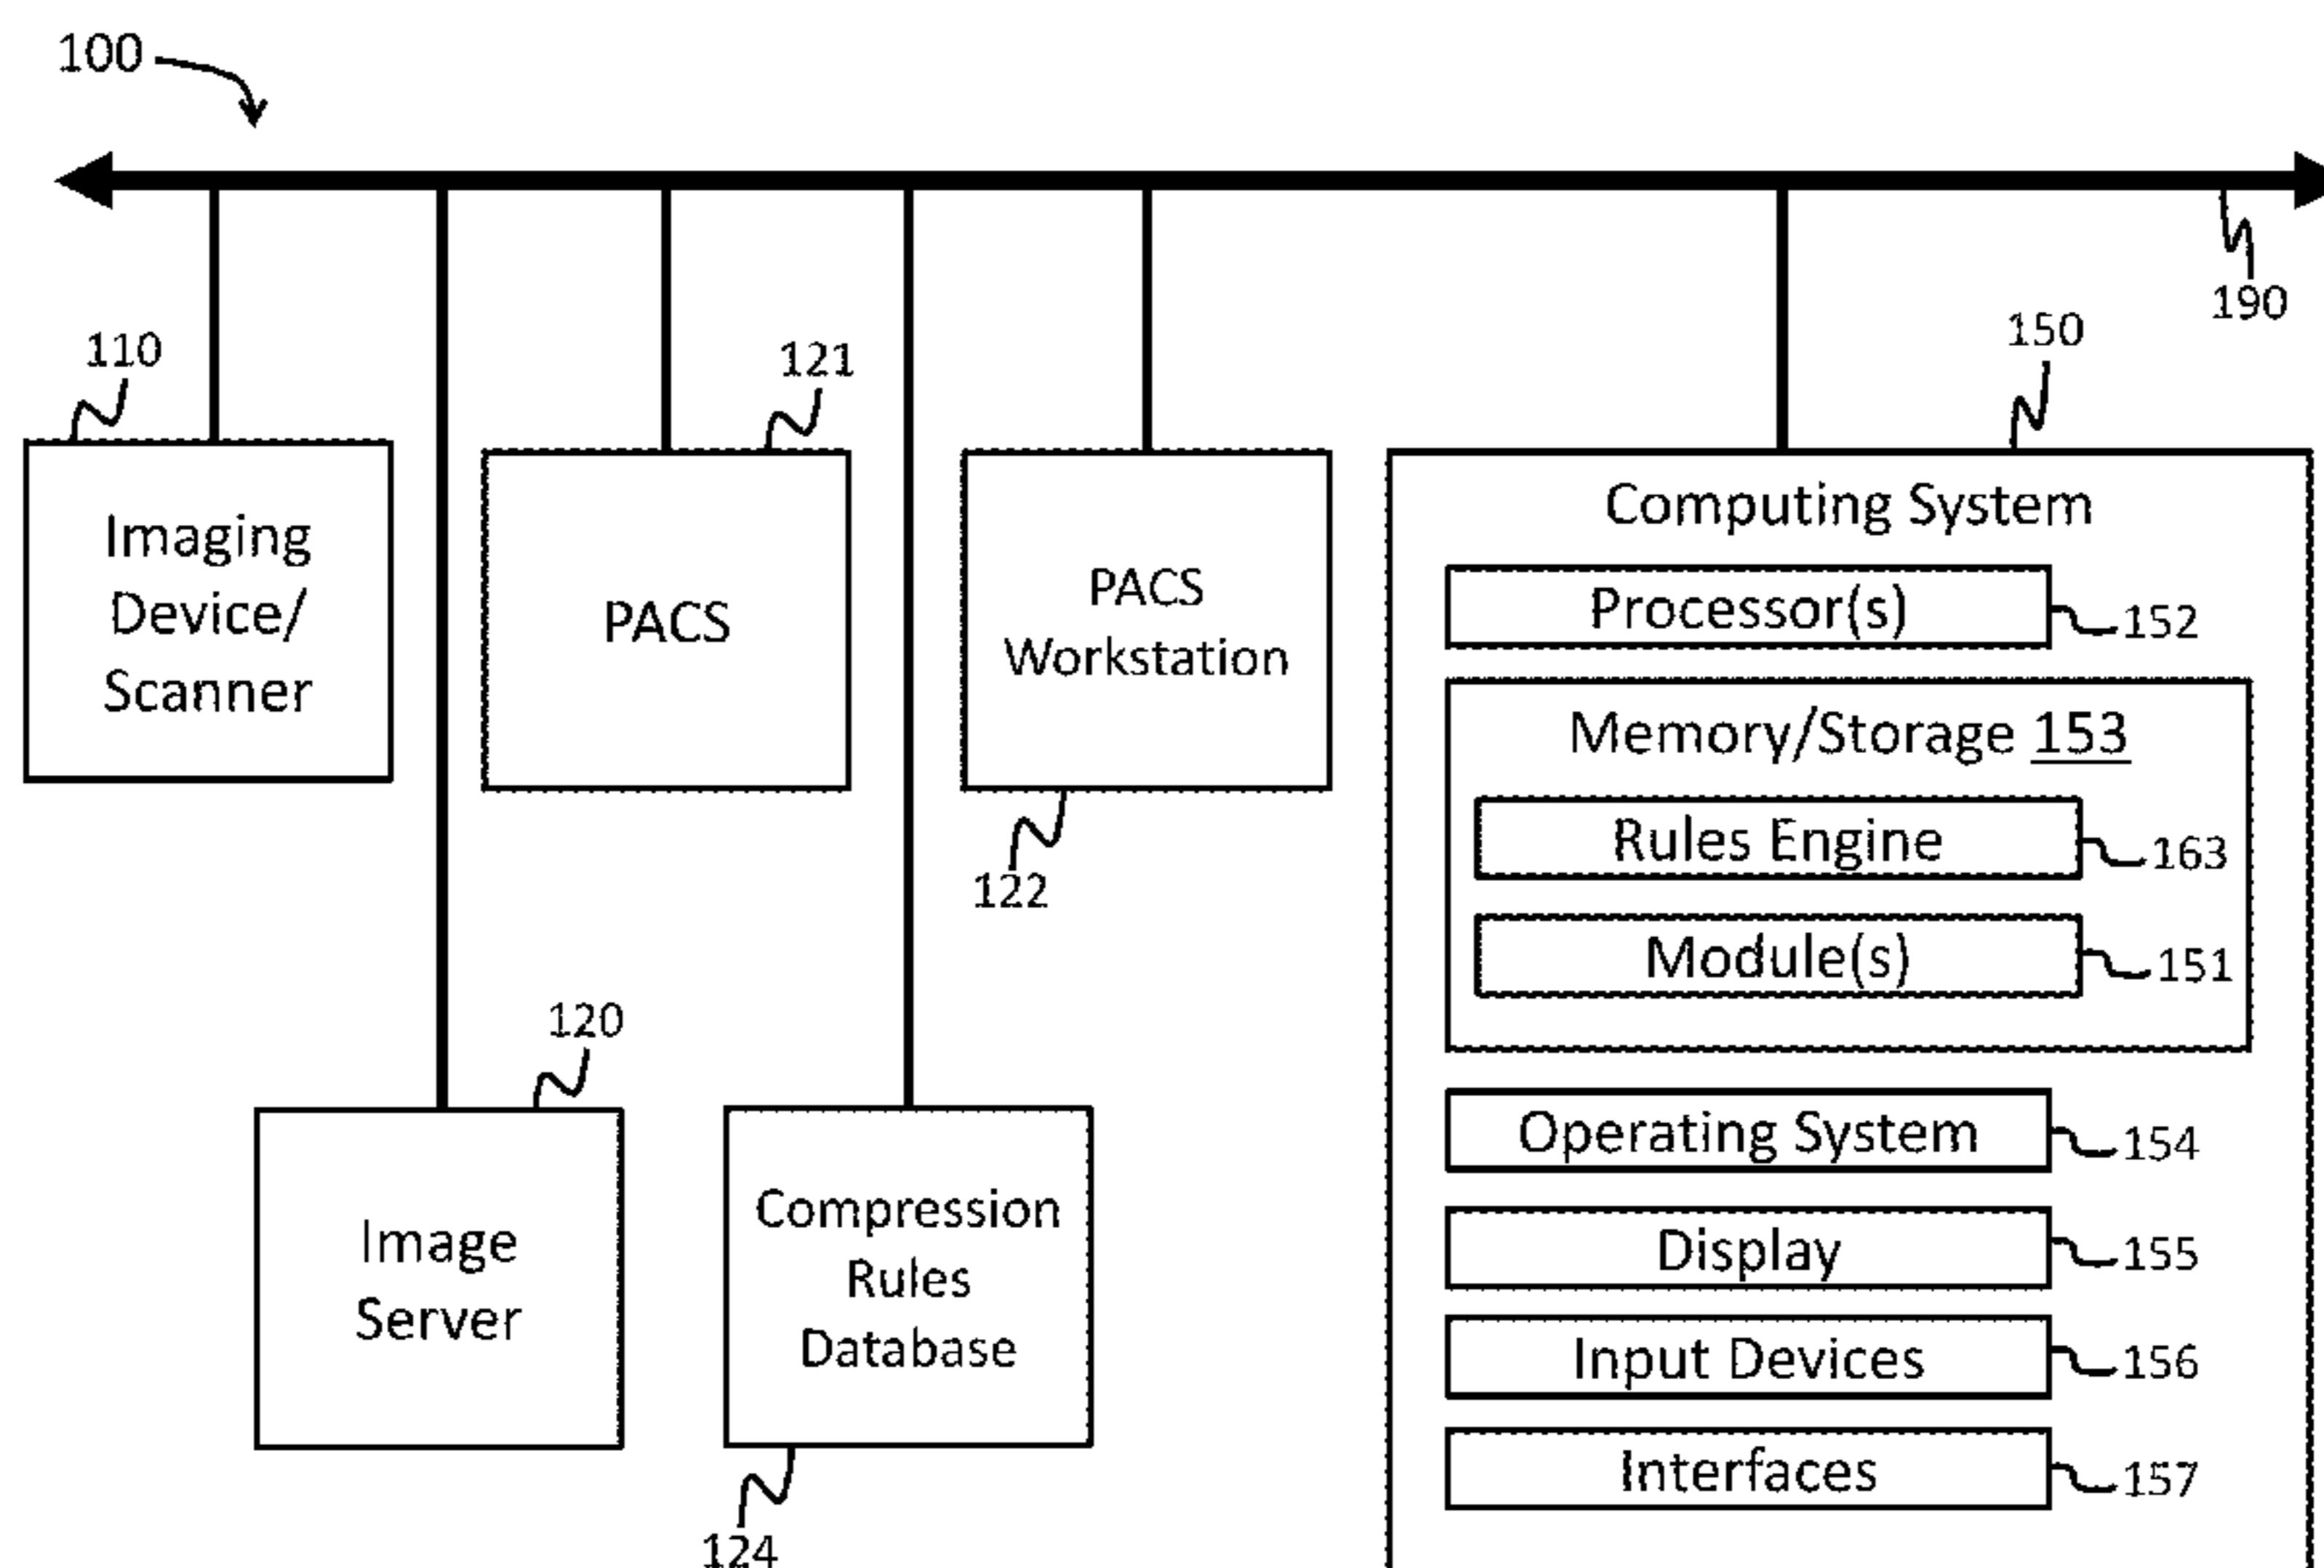 100
190
110
121
150
Imaging
Device/
Scanner
PACS
PACS
Workstation
122
Computing System
Processor(s)
152
Memory/Storage 153
Rules Engine
163
Module(s)
151
120
Image
Server
Compression
Rules
Database
124
Operating System
154
Display
155
Input Devices
156
Interfaces
157